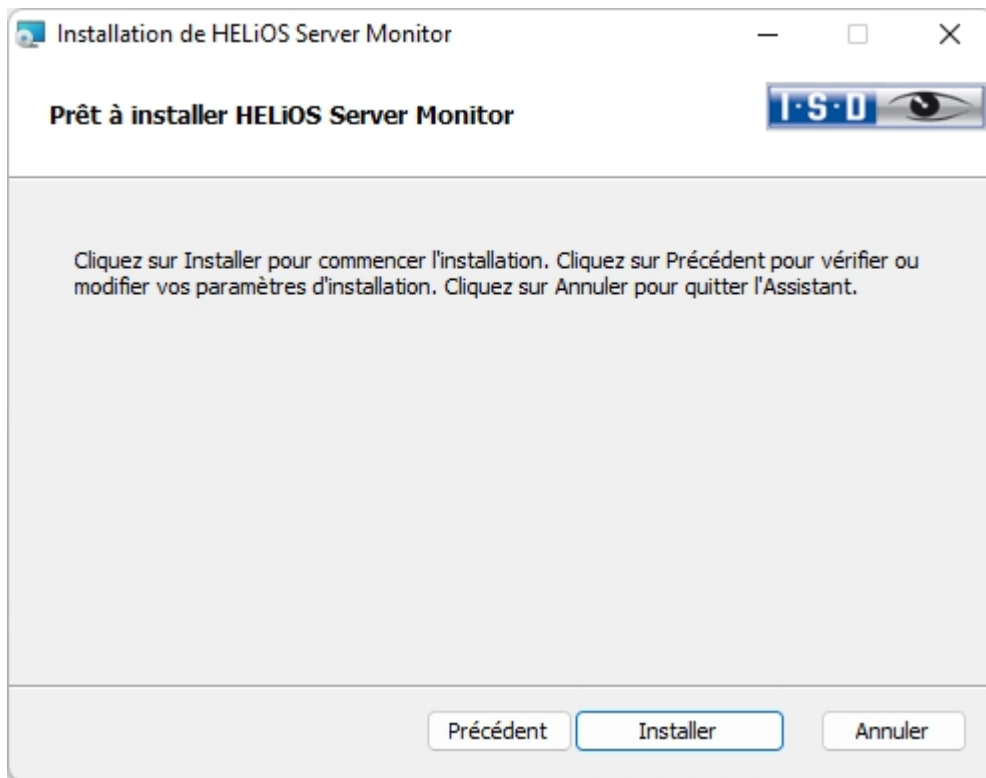 Installation de HELiOS Server Monitor
Prêt à installer HELiOS Server Monitor
I·S·D
Cliquez sur Installer pour commencer l'installation. Cliquez sur Précédent pour vérifier ou
modifier vos paramètres d'installation. Cliquez sur Annuler pour quitter l'Assistant.
Précédent
Installer
Annuler